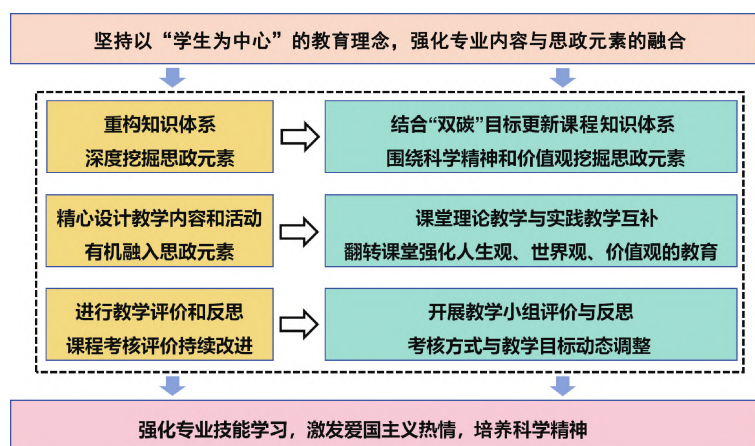 坚持以“学生为中心”的教育理念，强化专业内容与思政元素的融合
重构知识体系
深度挖掘思政元素
结合“双碳”目标更新课程知识体系
围绕科学精神和价值观挖掘思政元素
精心设计教学内容和活动
有机融入思政元素
课堂理论教学与实践教学互补
翻转课堂强化人生观、世界观、价值观的教育
进行教学评价和反思
课程考核评价持续改进
开展教学小组评价与反思
考核方式与教学目标动态调整
强化专业技能学习，激发爱国主义热情，培养科学精神